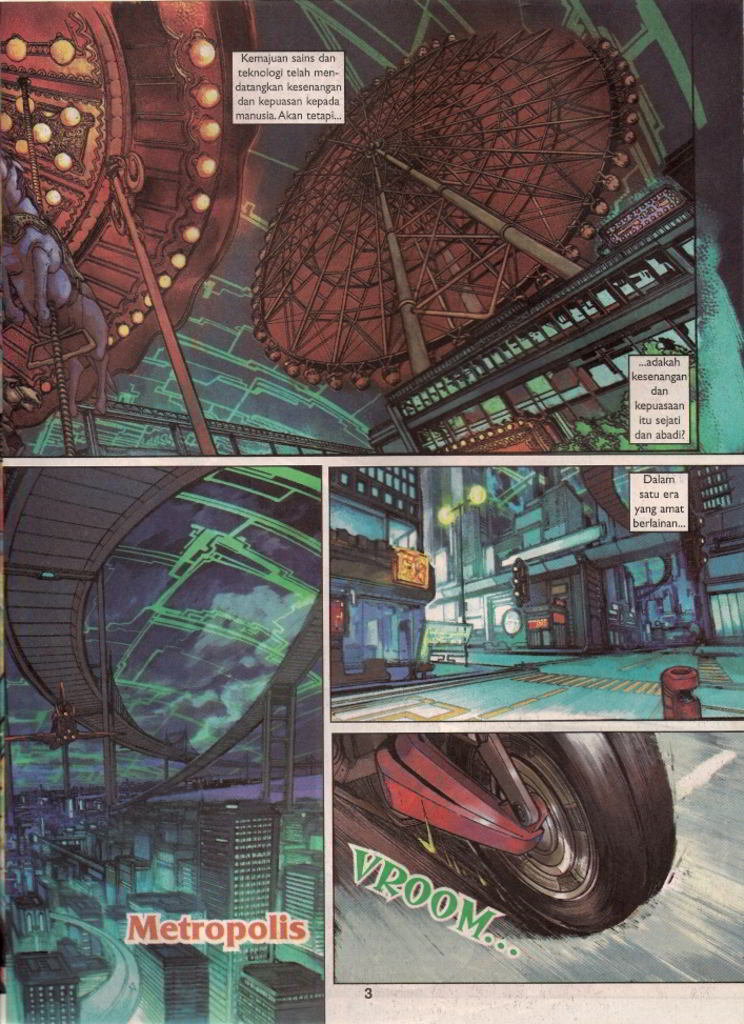 Kemajuan sains dan
teknologi telah men-
datangkan kesenangan
dan kepuasan kepada
manusia. Akan tetapi...
...adakah
kesenangan
dan
kepuasaan
itu sejati
dan abadi?
Metropolis
Dalam
satu era
yang amat
berlainan...
VROOM...
3